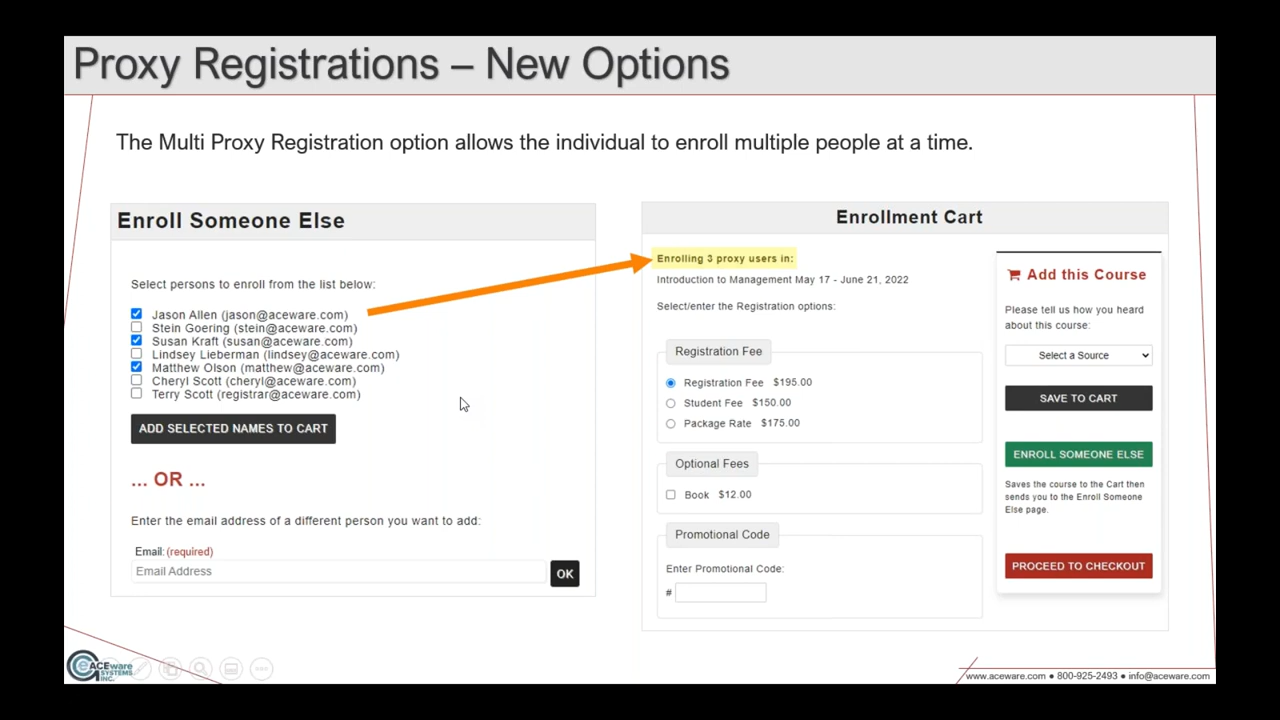 Proxy Registrations – New Options
The Multi Proxy Registration option allows the individual to enroll multiple people at a time.
Enroll Someone Else
Select persons to enroll from the list below:
Jason Allen (jason@aceware.com)
Stein Goering (stein@aceware.com)
Susan Kraft (susan@aceware.com)
Lindsey Lieberman (lindsey@aceware.com)
Matthew Olson (matthew@aceware.com)
Cheryl Scott (cheryl@aceware.com)
Terry Scott (registrar@aceware.com)
ADD SELECTED NAMES TO CART
... OR ...
Enter the email address of a different person you want to add:
Email: (required)
Email Address
OK
Enrollment Cart
Enrolling 3 proxy users in:
Introduction to Management May 17 - June 21, 2022
Select/enter the Registration options:
Registration Fee
Registration Fee $195.00
Student Fee $150.00
Package Rate $175.00
Optional Fees
Book $12.00
Promotional Code
Enter Promotional Code:
#
Add this Course
Please tell us how you heard
about this course:
Select a Source
SAVE TO CART
ENROLL SOMEONE ELSE
Saves the course to the Cart then
sends you to the Enroll Someone
Else page.
PROCEED TO CHECKOUT
ACEware
SYSTEMS
INC.
www.aceware.com ● 800-925-2493 ● info@aceware.com